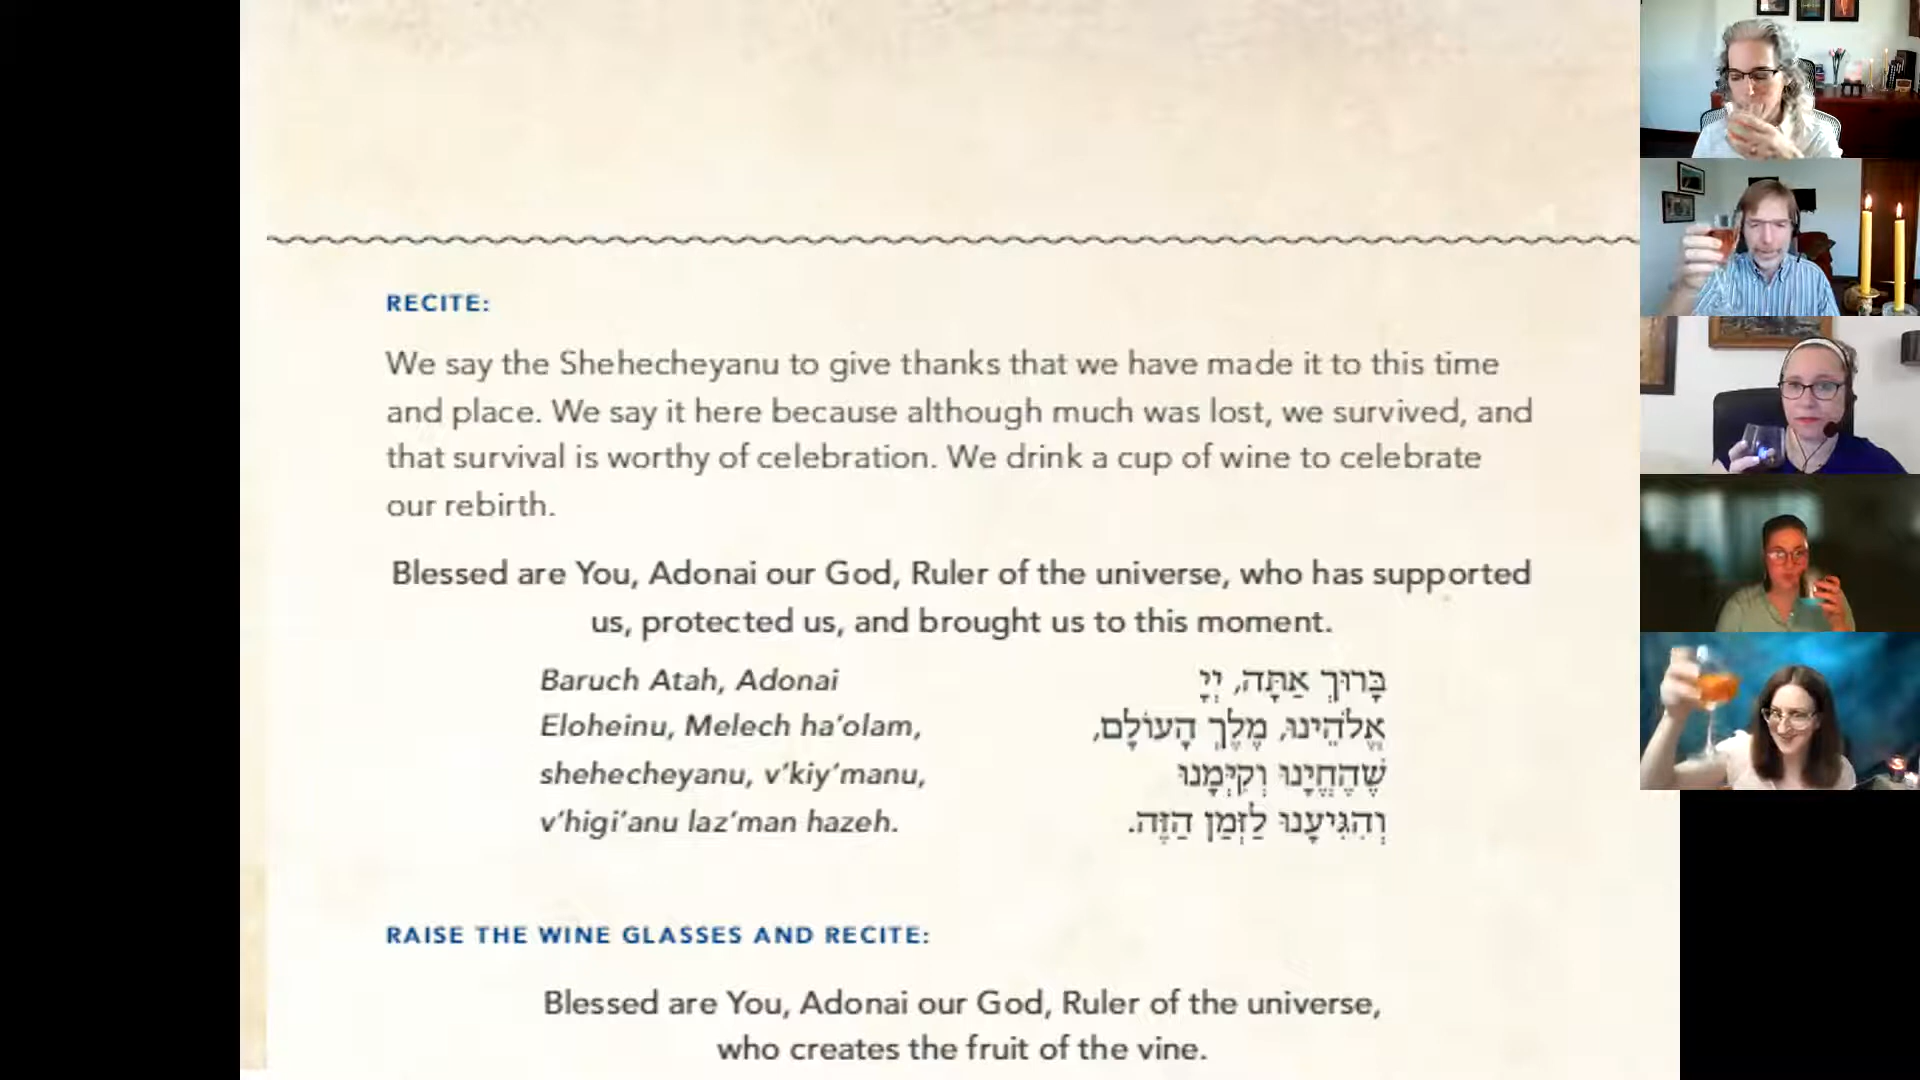 RECITE:
We say the Shehecheyanu to give thanks that we have made it to this time
and place. We say it here because although much was lost, we survived, and
that survival is worthy of celebration. We drink a cup of wine to celebrate
our rebirth.
Blessed are You, Adonai our God, Ruler of the universe, who has supported
us, protected us, and brought us to this moment.
Baruch Atah, Adonai
Eloheinu, Melech ha’olam,
shehecheyanu, v’kiy’manu,
v’higi’anu laz’man hazeh.
בָּרוּךְ אַתָּה, יְיָ
אֱלֹהֵינוּ, מֶלֶךְ הָעוֹלָם,
שֶׁהֶחֱיָנוּ וְקִיְּמָנוּ
וְהִגִּיעָנוּ לַזְּמַן הַזֶּה.
RAISE THE WINE GLASSES AND RECITE:
Blessed are You, Adonai our God, Ruler of the universe,
who creates the fruit of the vine.